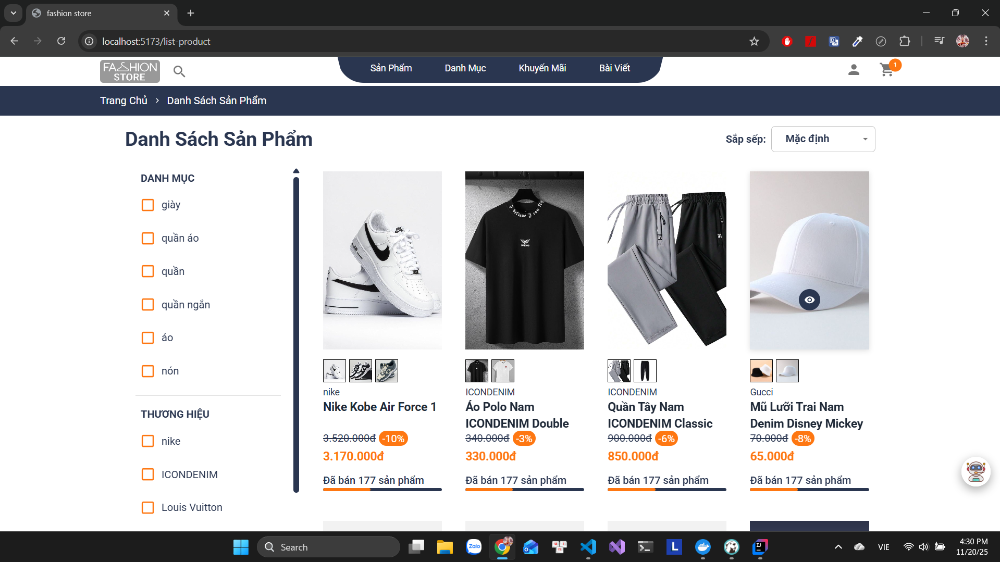 fashion store
localhost:5173/list-product
FASHION
STORE
Sản Phẩm
Danh Mục
Khuyến Mãi
Bài Viết
1
Trang Chủ > Danh Sách Sản Phẩm
Danh Sách Sản Phẩm
Sắp sếp:
Mặc định
DANH MỤC
giày
quần áo
quần
quần ngắn
áo
nón
THƯƠNG HIỆU
nike
ICONDENIM
Louis Vuitton
I believe I can fly
WING
nike
Nike Kobe Air Force 1
3.520.000đ -10%
3.170.000đ
Đã bán 177 sản phẩm
ICONDENIM
Áo Polo Nam
ICONDENIM Double
340.000đ -3%
330.000đ
Đã bán 177 sản phẩm
ICONDENIM
Quần Tây Nam
ICONDENIM Classic
900.000đ -6%
850.000đ
Đã bán 177 sản phẩm
Gucci
Mũ Lưỡi Trai Nam
Denim Disney Mickey
70.000đ -8%
65.000đ
Đã bán 177 sản phẩm
Search
Zalo
L
IJ
VIE
4:30 PM
11/20/25